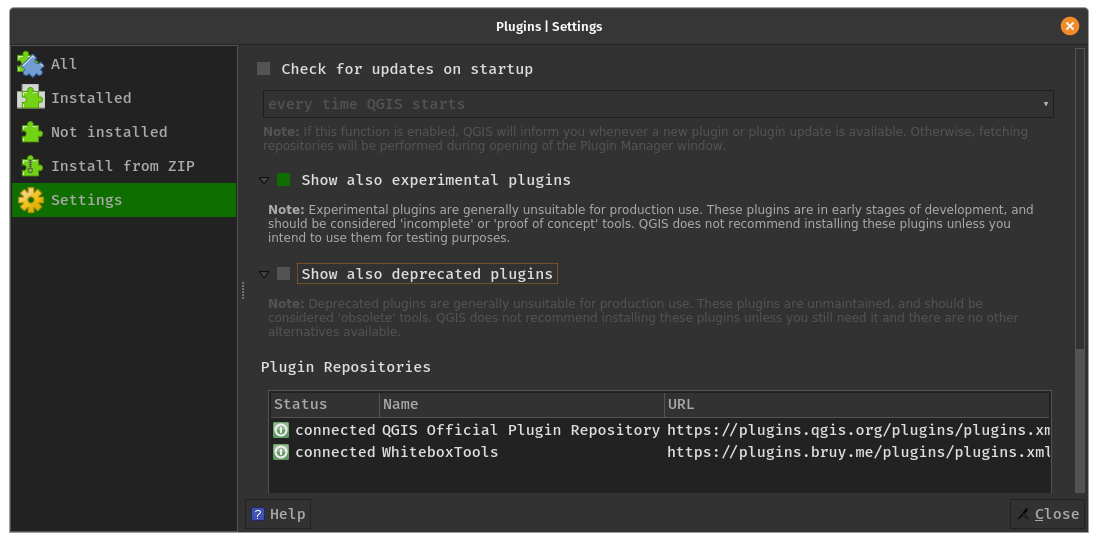 Plugins | Settings
All
Installed
Not installed
Install from ZIP
Settings
Check for updates on startup
every time QGIS starts
Note: If this function is enabled, QGIS will inform you whenever a new plugin or plugin update is available. Otherwise, fetching
repositories will be performed during opening of the Plugin Manager window.
Show also experimental plugins
Note: Experimental plugins are generally unsuitable for production use. These plugins are in early stages of development, and
should be considered 'incomplete' or 'proof of concept' tools. QGIS does not recommend installing these plugins unless you
intend to use them for testing purposes.
Show also deprecated plugins
Note: Deprecated plugins are generally unsuitable for production use. These plugins are unmaintained, and should be
considered 'obsolete' tools. QGIS does not recommend installing these plugins unless you still need it and there are no other
alternatives available.
Plugin Repositories
Status Name URL
connected QGIS Official Plugin Repository https://plugins.qgis.org/plugins/plugins.xm
connected WhiteboxTools https://plugins.bruy.me/plugins/plugins.xml
? Help
Close